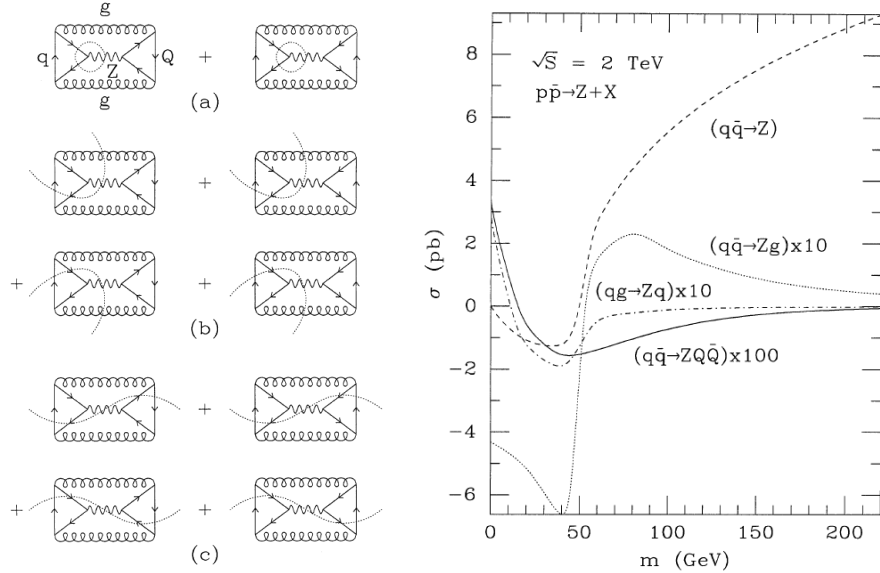 g
q
Z
Q
g
+
(a)
+
+
+
(b)
+
+
+
(c)
8
6
4
2
0
−2
−4
−6
σ (pb)
√S = 2 TeV
pp̄→Z+X
(qq̄→Z)
(qq̄→Zg)x10
(qg→Zq)x10
(qq̄→ZQQ̄)x100
0 50 100 150 200
m (GeV)